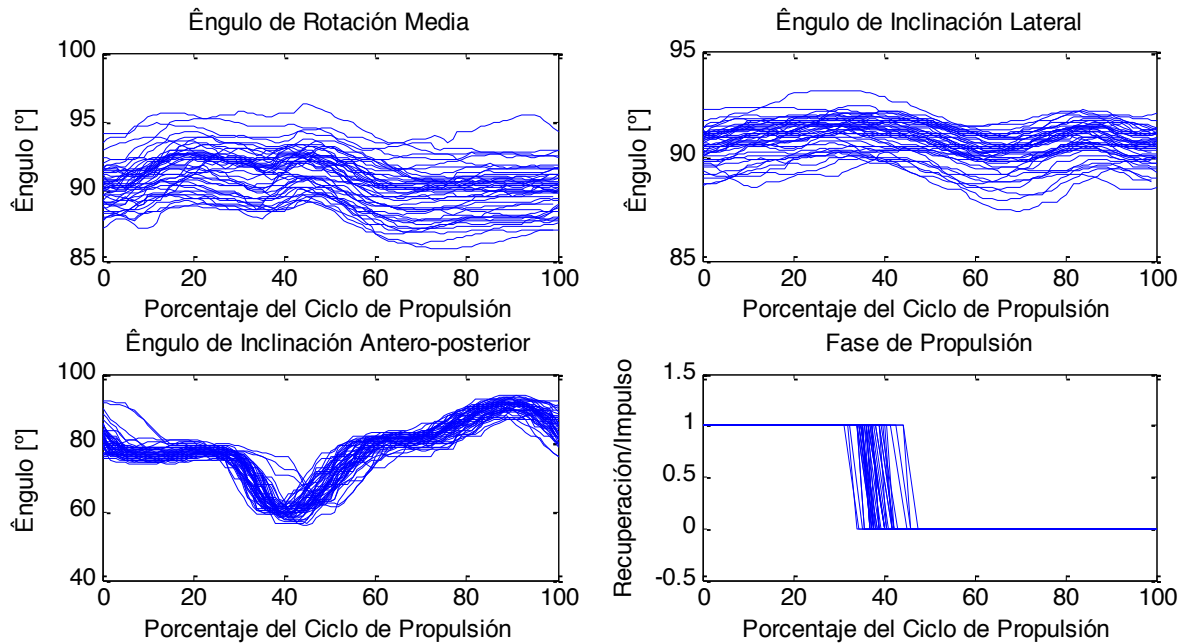 Êngulo de Rotación Media
100
95
90
85
0 20 40 60 80 100
Êngulo [º]
Porcentaje del Ciclo de Propulsión
Êngulo de Inclinación Lateral
95
90
85
0 20 40 60 80 100
Êngulo [º]
Porcentaje del Ciclo de Propulsión
Êngulo de Inclinación Antero-posterior
100
80
60
40
0 20 40 60 80 100
Êngulo [º]
Porcentaje del Ciclo de Propulsión
Fase de Propulsión
1.5
1
0.5
0
-0.5
0 20 40 60 80 100
Recuperación/Impulso
Porcentaje del Ciclo de Propulsión